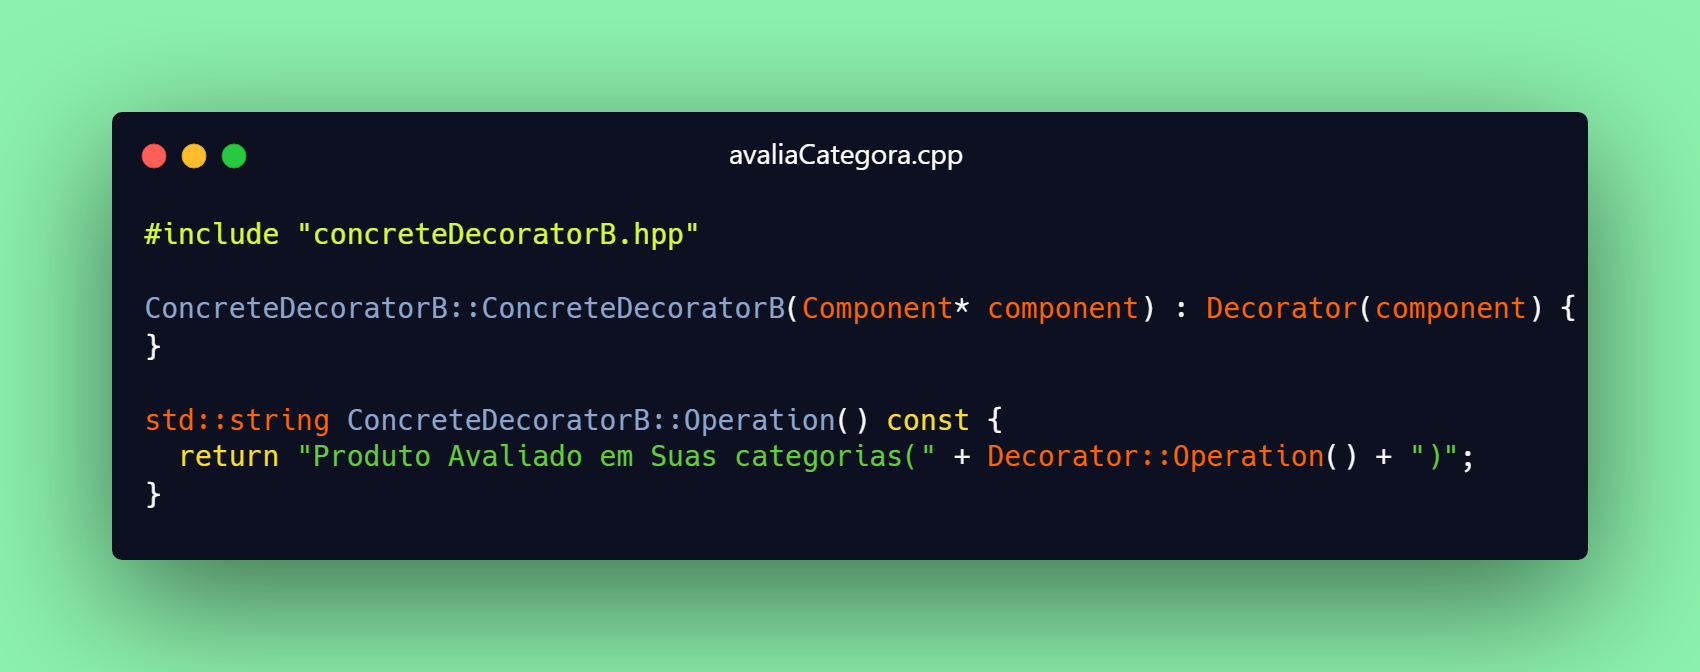 avaliaCategora.cpp
#include "concreteDecoratorB.hpp"
ConcreteDecoratorB::ConcreteDecoratorB(Component* component) : Decorator(component) {
}
std::string ConcreteDecoratorB::Operation() const {
  return "Produto Avaliado em Suas categorias(" + Decorator::Operation() + ")";
}